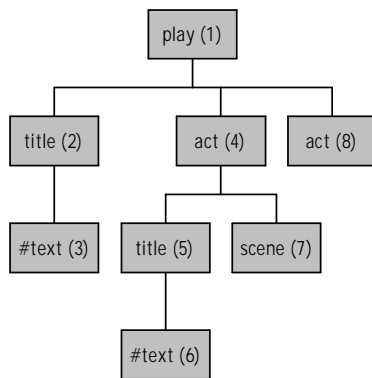 play (1)
title (2)
act (4)
act (8)
#text (3)
title (5)
scene (7)
#text (6)